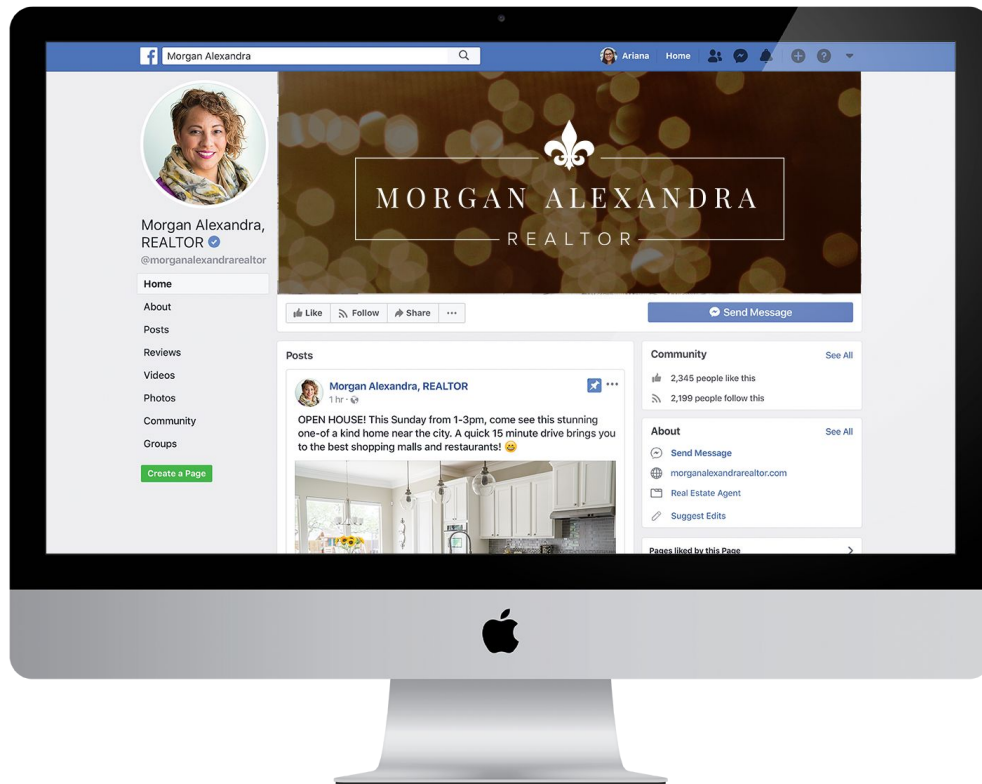 Morgan Alexandra
Ariana
Home
Morgan Alexandra,
REALTOR
@morganalexandrarealtor
Home
About
Posts
Reviews
Videos
Photos
Community
Groups
Create a Page
MORGAN ALEXANDRA
REALTOR
Like
Follow
Share
Send Message
Posts
Morgan Alexandra, REALTOR
1 hr ·
OPEN HOUSE! This Sunday from 1-3pm, come see this stunning
one-of a kind home near the city. A quick 15 minute drive brings you
to the best shopping malls and restaurants! 😄
Community
See All
2,345 people like this
2,199 people follow this
About
See All
Send Message
morganalexandrarealtor.com
Real Estate Agent
Suggest Edits
Pages liked by this Page